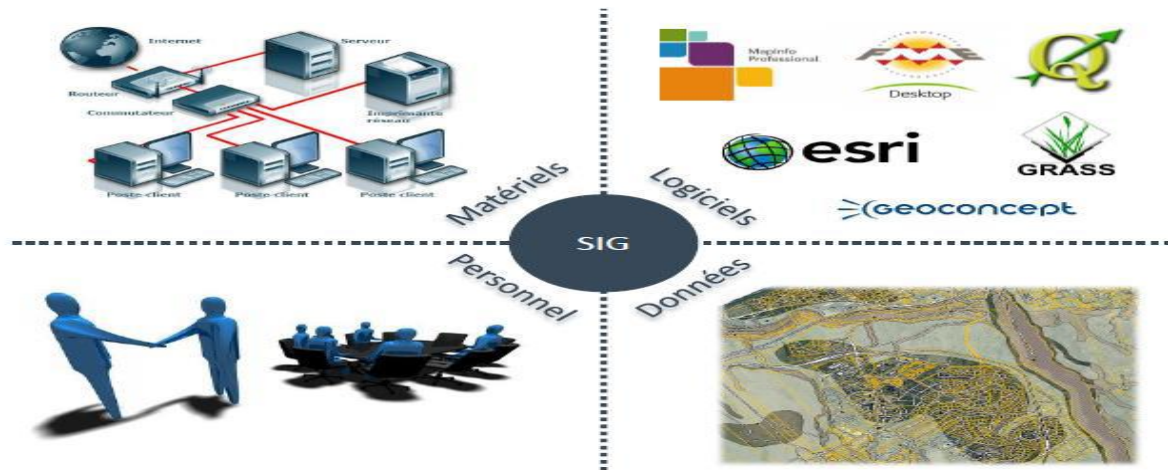 Internet
Serveur
Routeur
Commutateur
Imprimante
réseau
Poste client
Poste client
Poste client
Matériels
MapInfo
Professional
FME
Desktop
Q
esri
GRASS
GEOCONCEPT
Logiciels
SIG
Personnel
Données